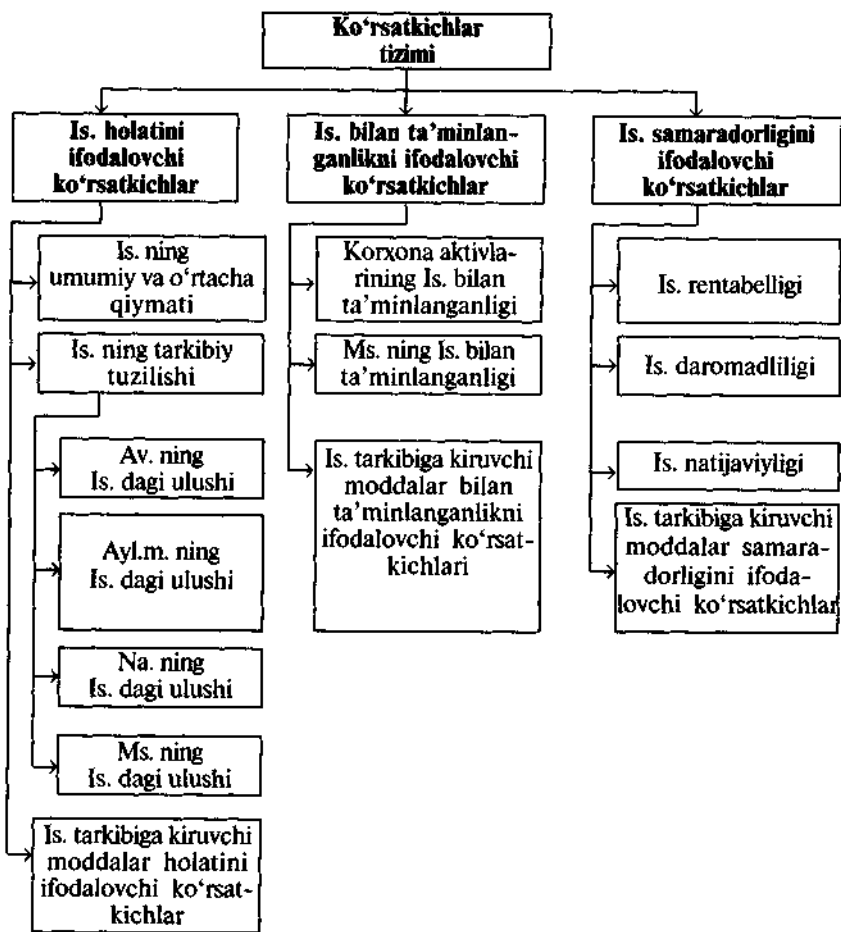 Ko‘rsatkichlar
tizimi
Is. holatini
ifodalovchi
ko‘rsatkichlar
Is. ning
umumiy va o‘rtacha
qiymati
Is. ning tarkibiy
tuzilishi
Av. ning
Is. dagi ulushi
Ayl.m. ning
Is. dagi ulushi
Na. ning
Is. dagi ulushi
Ms. ning
Is. dagi ulushi
Is. tarkibiga kiruvchi
moddalar holatini
ifodalovchi ko‘rsat-
kichlar
Is. bilan ta’minlan-
ganlikni ifodalovchi
ko‘rsatkichlar
Korxona aktivla-
rining Is. bilan
ta’minlanganligi
Ms. ning Is. bilan
ta’minlanganligi
Is. tarkibiga kiruvchi
moddalar bilan
ta’minlanganlikni
ifodalovchi ko‘rsat-
kichlari
Is. samaradorligini
ifodalovchi
ko‘rsatkichlar
Is. rentabelligi
Is. daromadliligi
Is. natijaviyligi
Is. tarkibiga kiruvchi
moddalar samara-
dorligini ifoda-
lovchi ko‘rsatkichlar